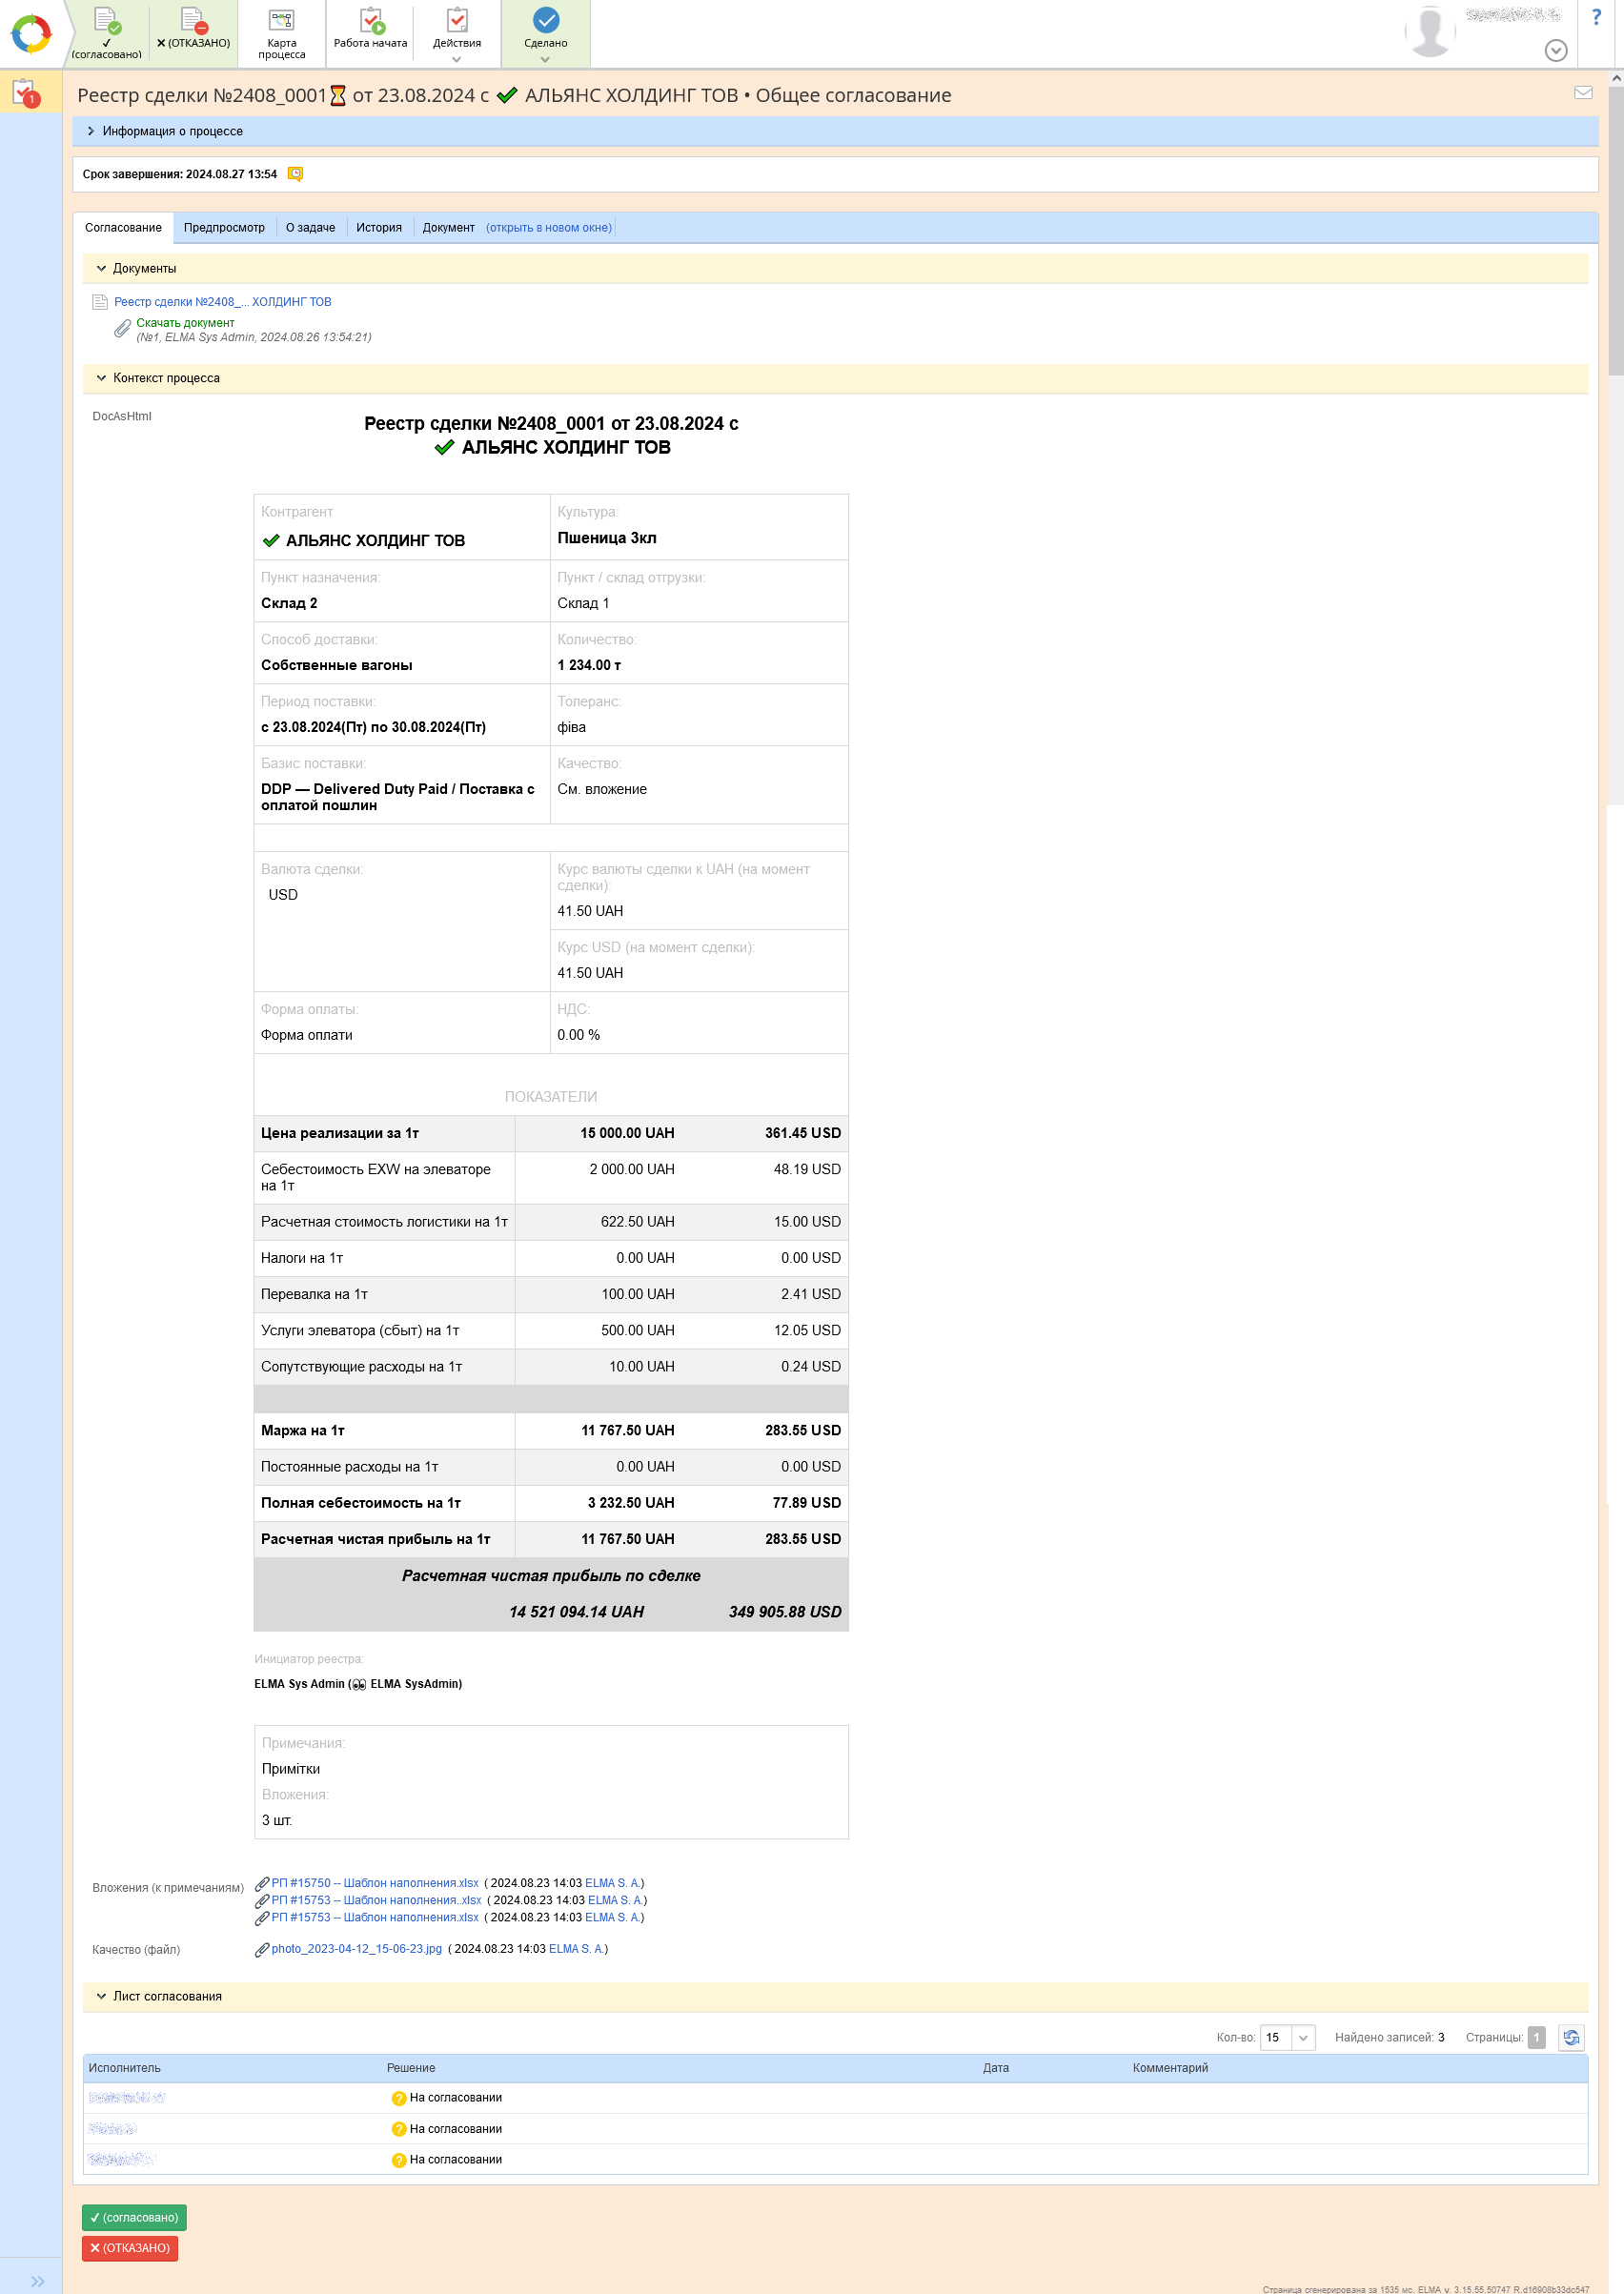 ✔ (согласовано)
✕ (ОТКАЗАНО)
Карта процесса
Работа начата
Действия
Сделано
?
1
Реестр сделки №2408_0001⏳ от 23.08.2024 с ✔ АЛЬЯНС ХОЛДИНГ ТОВ • Общее согласование
Информация о процессе
Срок завершения: 2024.08.27 13:54
Согласование Предпросмотр О задаче История Документ (открыть в новом окне)
Документы
Реестр сделки №2408_... ХОЛДИНГ ТОВ
Скачать документ
(№1, ELMA Sys Admin, 2024.08.26 13:54:21)
Контекст процесса
DocAsHtml
Реестр сделки №2408_0001 от 23.08.2024 с
✔ АЛЬЯНС ХОЛДИНГ ТОВ
Контрагент
✔ АЛЬЯНС ХОЛДИНГ ТОВ
Культура:
Пшеница 3кл
Пункт назначения:
Склад 2
Пункт / склад отгрузки:
Склад 1
Способ доставки:
Собственные вагоны
Количество:
1 234.00 т
Период поставки:
с 23.08.2024(Пт) по 30.08.2024(Пт)
Толеранс:
фіва
Базис поставки:
DDP — Delivered Duty Paid / Поставка с
оплатой пошлин
Качество:
См. вложение
Валюта сделки:
USD
Курс валюты сделки к UAH (на момент
сделки):
41.50 UAH
Курс USD (на момент сделки):
41.50 UAH
Форма оплаты:
Форма оплати
НДС:
0.00 %
ПОКАЗАТЕЛИ
Цена реализации за 1т 15 000.00 UAH 361.45 USD
Себестоимость EXW на элеваторе 2 000.00 UAH 48.19 USD
на 1т
Расчетная стоимость логистики на 1т 622.50 UAH 15.00 USD
Налоги на 1т 0.00 UAH 0.00 USD
Перевалка на 1т 100.00 UAH 2.41 USD
Услуги элеватора (сбыт) на 1т 500.00 UAH 12.05 USD
Сопутствующие расходы на 1т 10.00 UAH 0.24 USD
Маржа на 1т 11 767.50 UAH 283.55 USD
Постоянные расходы на 1т 0.00 UAH 0.00 USD
Полная себестоимость на 1т 3 232.50 UAH 77.89 USD
Расчетная чистая прибыль на 1т 11 767.50 UAH 283.55 USD
Расчетная чистая прибыль по сделке
14 521 094.14 UAH 349 905.88 USD
Инициатор реестра:
ELMA Sys Admin (👀 ELMA SysAdmin)
Примечания:
Примітки
Вложения:
3 шт.
Вложения (к примечаниям)
РП #15750 -- Шаблон наполнения.xlsx ( 2024.08.23 14:03 ELMA S. A.)
РП #15753 -- Шаблон наполнения..xlsx ( 2024.08.23 14:03 ELMA S. A.)
РП #15753 -- Шаблон наполнения.xlsx ( 2024.08.23 14:03 ELMA S. A.)
Качество (файл)
photo_2023-04-12_15-06-23.jpg ( 2024.08.23 14:03 ELMA S. A.)
Лист согласования
Кол-во: 15 Найдено записей: 3 Страницы: 1
Исполнитель Решение Дата Комментарий
? На согласовании
? На согласовании
? На согласовании
✔ (согласовано)
✕ (ОТКАЗАНО)
Страница сгенерирована за 1535 мс. ELMA v. 3.15.55.50747 R.d16908b33dc547